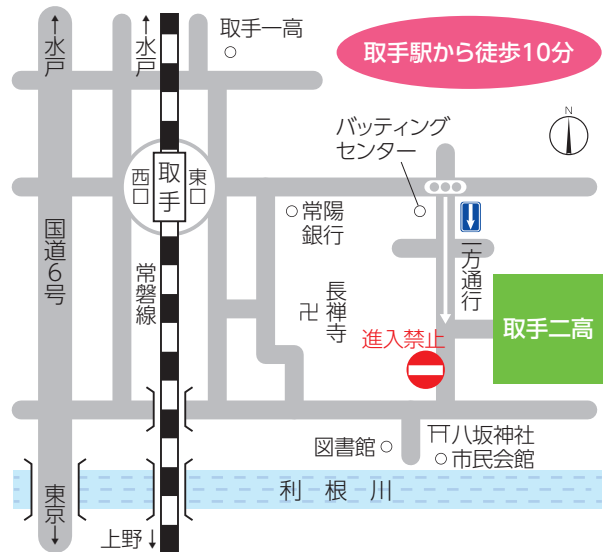 ←水戸
←水戸
取手一高
取手駅から徒歩10分
N
バッティング
センター
西口
取手
東口
常陽
銀行
一方通行
国道6号
常磐線
長禅寺
卍
取手二高
進入禁止
図書館
八坂神社
市民会館
利根川
東京→
上野↓